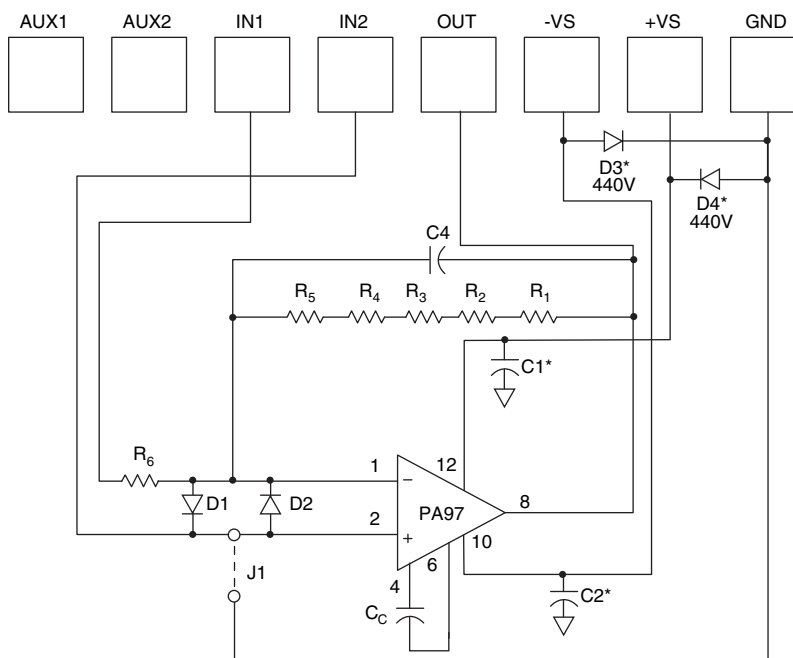 AUX1 AUX2 IN1 IN2 OUT -VS +VS GND
D3*
440V
D4*
440V
C4
R5 R4 R3 R2 R1
C1*
R6
1
12
D1 D2
−
PA97
8
2
+
10
J1
4
6
CC
C2*